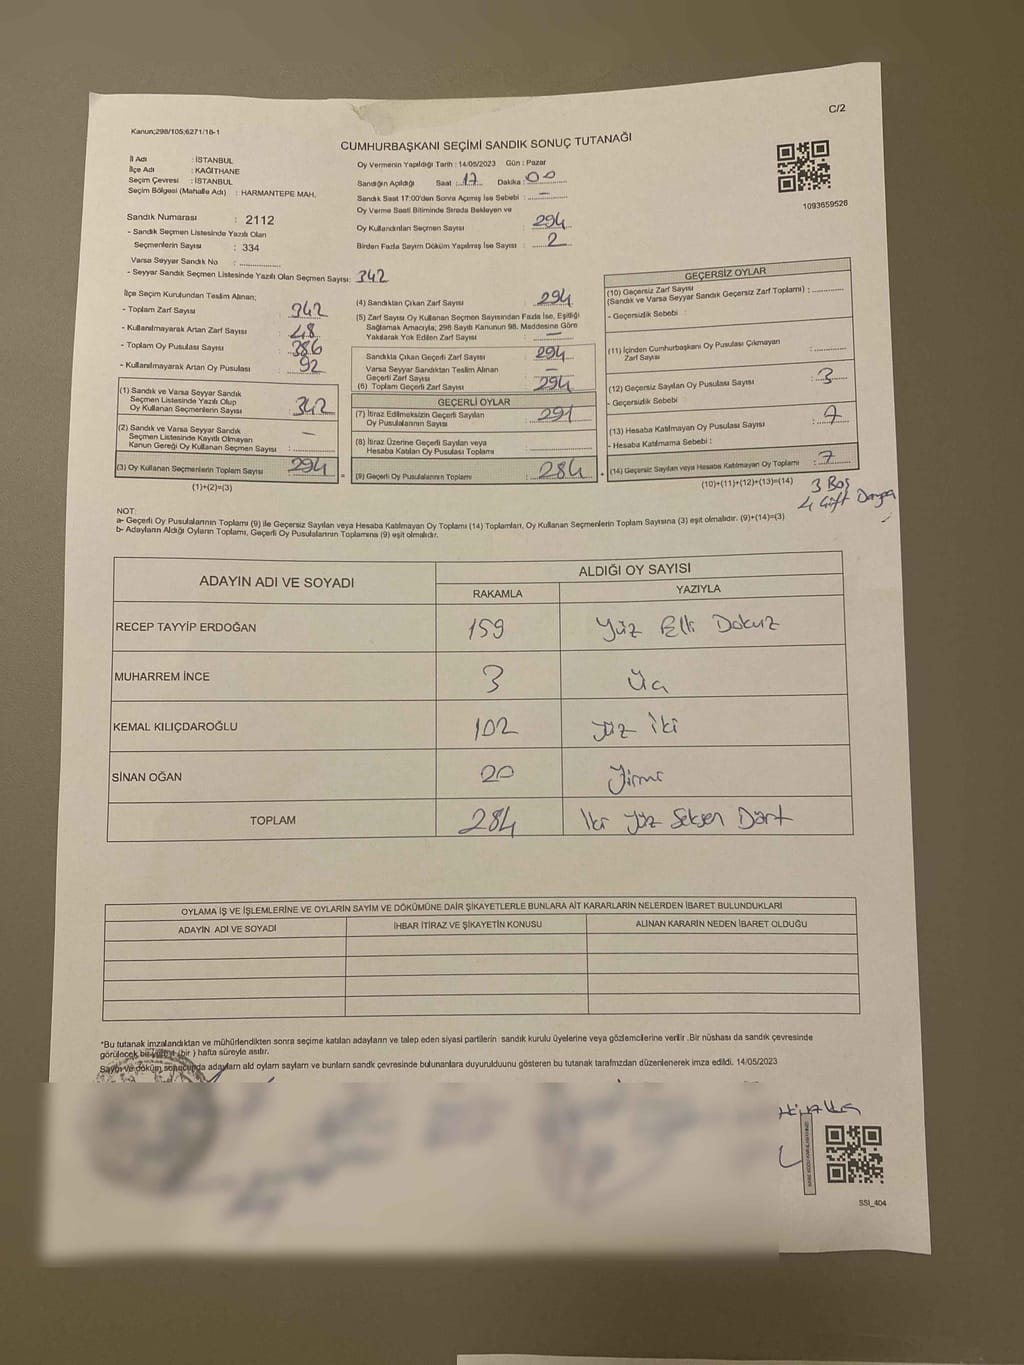 C/2
Kanun;298/105;6271/18-1
CUMHURBAŞKANI SEÇİMİ SANDIK SONUÇ TUTANAĞI
İl Adı : İSTANBUL
İlçe Adı : KAĞITHANE
Seçim Çevresi : İSTANBUL
Seçim Bölgesi (Mahalle Adı) : HARMANTEPE MAH.
Oy Vermenin Yapıldığı Tarih : 14/05/2023 Gün : Pazar
Sandığın Açıldığı Saat : 17 Dakika : 00
Sandık Saat 17:00'den Sonra Açımış İse Sebebi : –
Oy Verme Saati Bitiminde Sırada Bekleyen ve
Oy Kullandırılan Seçmen Sayısı : 294
Birden Fazla Sayım Döküm Yapılmış İse Sayısı : 2
1093659526
Sandık Numarası : 2112
- Sandık Seçmen Listesinde Yazılı Olan
Seçmenlerin Sayısı : 334
Varsa Seyyar Sandık No :
- Seyyar Sandık Seçmen Listesinde Yazılı Olan Seçmen Sayısı: 342
İlçe Seçim Kurulundan Teslim Alınan;
- Toplam Zarf Sayısı : 342
- Kullanılmayarak Artan Zarf Sayısı : 48
- Toplam Oy Pusulası Sayısı : 386
- Kullanılmayarak Artan Oy Pusulası : 92
(1) Sandık ve Varsa Seyyar Sandık
Seçmen Listesinde Yazılı Olup
Oy Kullanan Seçmenlerin Sayısı : 342
(2) Sandık ve Varsa Seyyar Sandık
Seçmen Listesinde Kayıtlı Olmayan
Kanun Gereği Oy Kullanan Seçmen Sayısı : –
(3) Oy Kullanan Seçmenlerin Toplam Sayısı : 294
(1)+(2)=(3)
(4) Sandıktan Çıkan Zarf Sayısı : 294
(5) Zarf Sayısı Oy Kullanan Seçmen Sayısından Fazla İse, Eşitliği
Sağlamak Amacıyla; 298 Sayılı Kanunun 98. Maddesine Göre
Yakılarak Yok Edilen Zarf Sayısı : –
Sandıkla Çıkan Geçerli Zarf Sayısı : 294
Varsa Seyyar Sandıktan Teslim Alınan
Geçerli Zarf Sayısı : –
(6) Toplam Geçerli Zarf Sayısı : 294
GEÇERLİ OYLAR
(7) İtiraz Edilmeksizin Geçerli Sayılan
Oy Pusulalarının Sayısı : 291
(8) İtiraz Üzerine Geçerli Sayılan veya
Hesaba Katılan Oy Pusulası Toplamı :
= (9) Geçerli Oy Pusulalarının Toplamı : 284 +
GEÇERSİZ OYLAR
(10) Geçersiz Zarf Sayısı
(Sandık ve Varsa Seyyar Sandık Geçersiz Zarf Toplamı) :
- Geçersizlik Sebebi :
(11) İçinden Cumhurbaşkanı Oy Pusulası Çıkmayan
Zarf Sayısı :
(12) Geçersiz Sayılan Oy Pusulası Sayısı : 3
- Geçersizlik Sebebi :
(13) Hesaba Katılmayan Oy Pusulası Sayısı : 7
- Hesaba Katılmama Sebebi :
(14) Geçersiz Sayılan veya Hesaba Katılmayan Oy Toplamı : 7
(10)+(11)+(12)+(13)=(14)
3 Boş
4 Çift
NOT:
a- Geçerli Oy Pusulalarının Toplamı (9) ile Geçersiz Sayılan veya Hesaba Katılmayan Oy Toplamı (14) Toplamları, Oy Kullanan Seçmenlerin Toplam Sayısına (3) eşit olmalıdır. (9)+(14)=(3)
b- Adayların Aldığı Oyların Toplamı, Geçerli Oy Pusulalarının Toplamına (9) eşit olmalıdır.
ADAYIN ADI VE SOYADI ALDIĞI OY SAYISI
RAKAMLA YAZIYLA
RECEP TAYYİP ERDOĞAN 159 Yüz Elli Dokuz
MUHARREM İNCE 3 Üç
KEMAL KILIÇDAROĞLU 102 Yüz İki
SİNAN OĞAN 20 Yirmi
TOPLAM 284 İki Yüz Seksen Dört
OYLAMA İŞ VE İŞLEMLERİNE VE OYLARIN SAYIM VE DÖKÜMÜNE DAİR ŞİKAYETLERLE BUNLARA AİT KARARLARIN NELERDEN İBARET BULUNDUKLARI
ADAYIN ADI VE SOYADI İHBAR İTİRAZ VE ŞİKAYETİN KONUSU ALINAN KARARIN NEDEN İBARET OLDUĞU
*Bu tutanak imzalandıktan ve mühürlendikten sonra seçime katılan adayların ve talep eden siyasi partilerin sandık kurulu üyelerine veya gözlemcilerine verilir .Bir nüshası da sandık çevresinde
görülecek bir yerde (bir ) hafta süreyle asılır.
Sayım ve döküm sonucunda adayların ald oyların sayların ve bunların sandk çevresinde bulunanlara duyurulduunu gösteren bu tutanak tarafmzdan düzenlenerek imza edildi. 14/05/2023
SSI_404